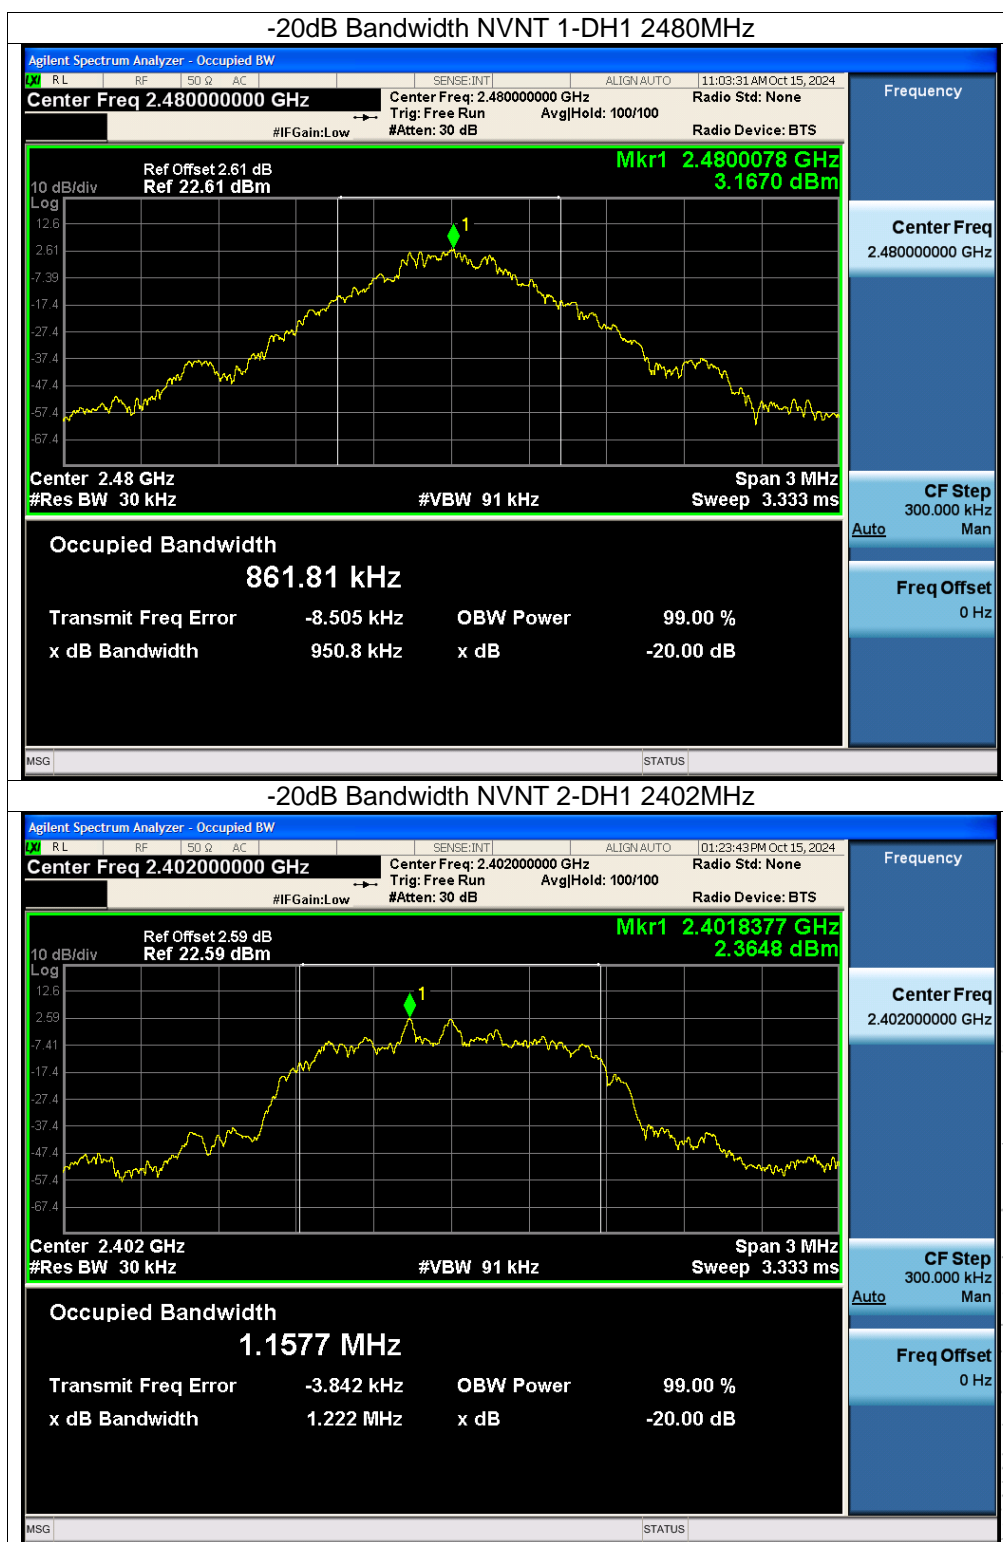 -20dB Bandwidth NVNT 1-DH1 2480MHz
Agilent Spectrum Analyzer - Occupied BW
LXI RL RF 50 Ω AC SENSE:INT ALIGN AUTO 11:03:31 AM Oct 15, 2024
Center Freq 2.480000000 GHz
Center Freq: 2.480000000 GHz Radio Std: None
Trig: Free Run Avg|Hold: 100/100
#IFGain:Low #Atten: 30 dB Radio Device: BTS
Frequency
Mkr1 2.4800078 GHz
3.1670 dBm
Ref Offset 2.61 dB
10 dB/div Ref 22.61 dBm
Log
12.6
2.61
-7.39
-17.4
-27.4
-37.4
-47.4
-57.4
-67.4
1
Center 2.48 GHz Span 3 MHz
#Res BW 30 kHz #VBW 91 kHz Sweep 3.333 ms
Occupied Bandwidth
861.81 kHz
Transmit Freq Error -8.505 kHz OBW Power 99.00 %
x dB Bandwidth 950.8 kHz x dB -20.00 dB
Center Freq
2.480000000 GHz
CF Step
300.000 kHz
Auto Man
Freq Offset
0 Hz
MSG STATUS
-20dB Bandwidth NVNT 2-DH1 2402MHz
Agilent Spectrum Analyzer - Occupied BW
LXI RL RF 50 Ω AC SENSE:INT ALIGN AUTO 01:23:43 PM Oct 15, 2024
Center Freq 2.402000000 GHz
Center Freq: 2.402000000 GHz Radio Std: None
Trig: Free Run Avg|Hold: 100/100
#IFGain:Low #Atten: 30 dB Radio Device: BTS
Frequency
Mkr1 2.4018377 GHz
2.3648 dBm
Ref Offset 2.59 dB
10 dB/div Ref 22.59 dBm
Log
12.6
2.59
-7.41
-17.4
-27.4
-37.4
-47.4
-57.4
-67.4
1
Center 2.402 GHz Span 3 MHz
#Res BW 30 kHz #VBW 91 kHz Sweep 3.333 ms
Occupied Bandwidth
1.1577 MHz
Transmit Freq Error -3.842 kHz OBW Power 99.00 %
x dB Bandwidth 1.222 MHz x dB -20.00 dB
Center Freq
2.402000000 GHz
CF Step
300.000 kHz
Auto Man
Freq Offset
0 Hz
MSG STATUS